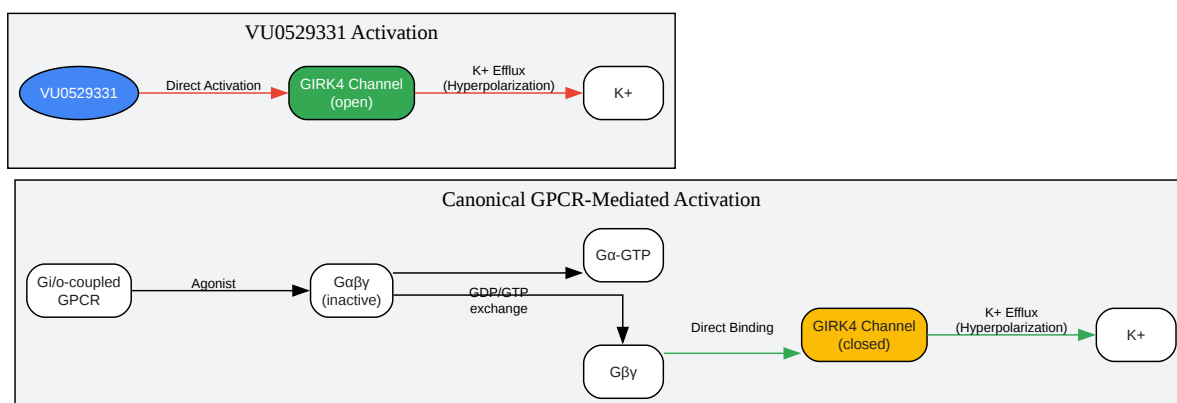 VU0529331 Activation
VU0529331
Direct Activation
GIRK4 Channel
(open)
K+ Efflux
(Hyperpolarization)
K+
Canonical GPCR-Mediated Activation
Gi/o-coupled
GPCR
Agonist
Gαβγ
(inactive)
Gα-GTP
GDP/GTP
exchange
Gβγ
Direct Binding
GIRK4 Channel
(closed)
K+ Efflux
(Hyperpolarization)
K+